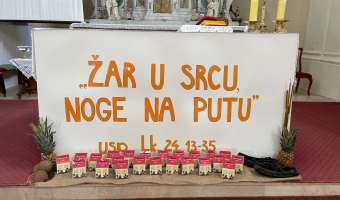 „ŽAR U SRCU,
NOGE NA PUTU"
usp. Lk 24, 13-35